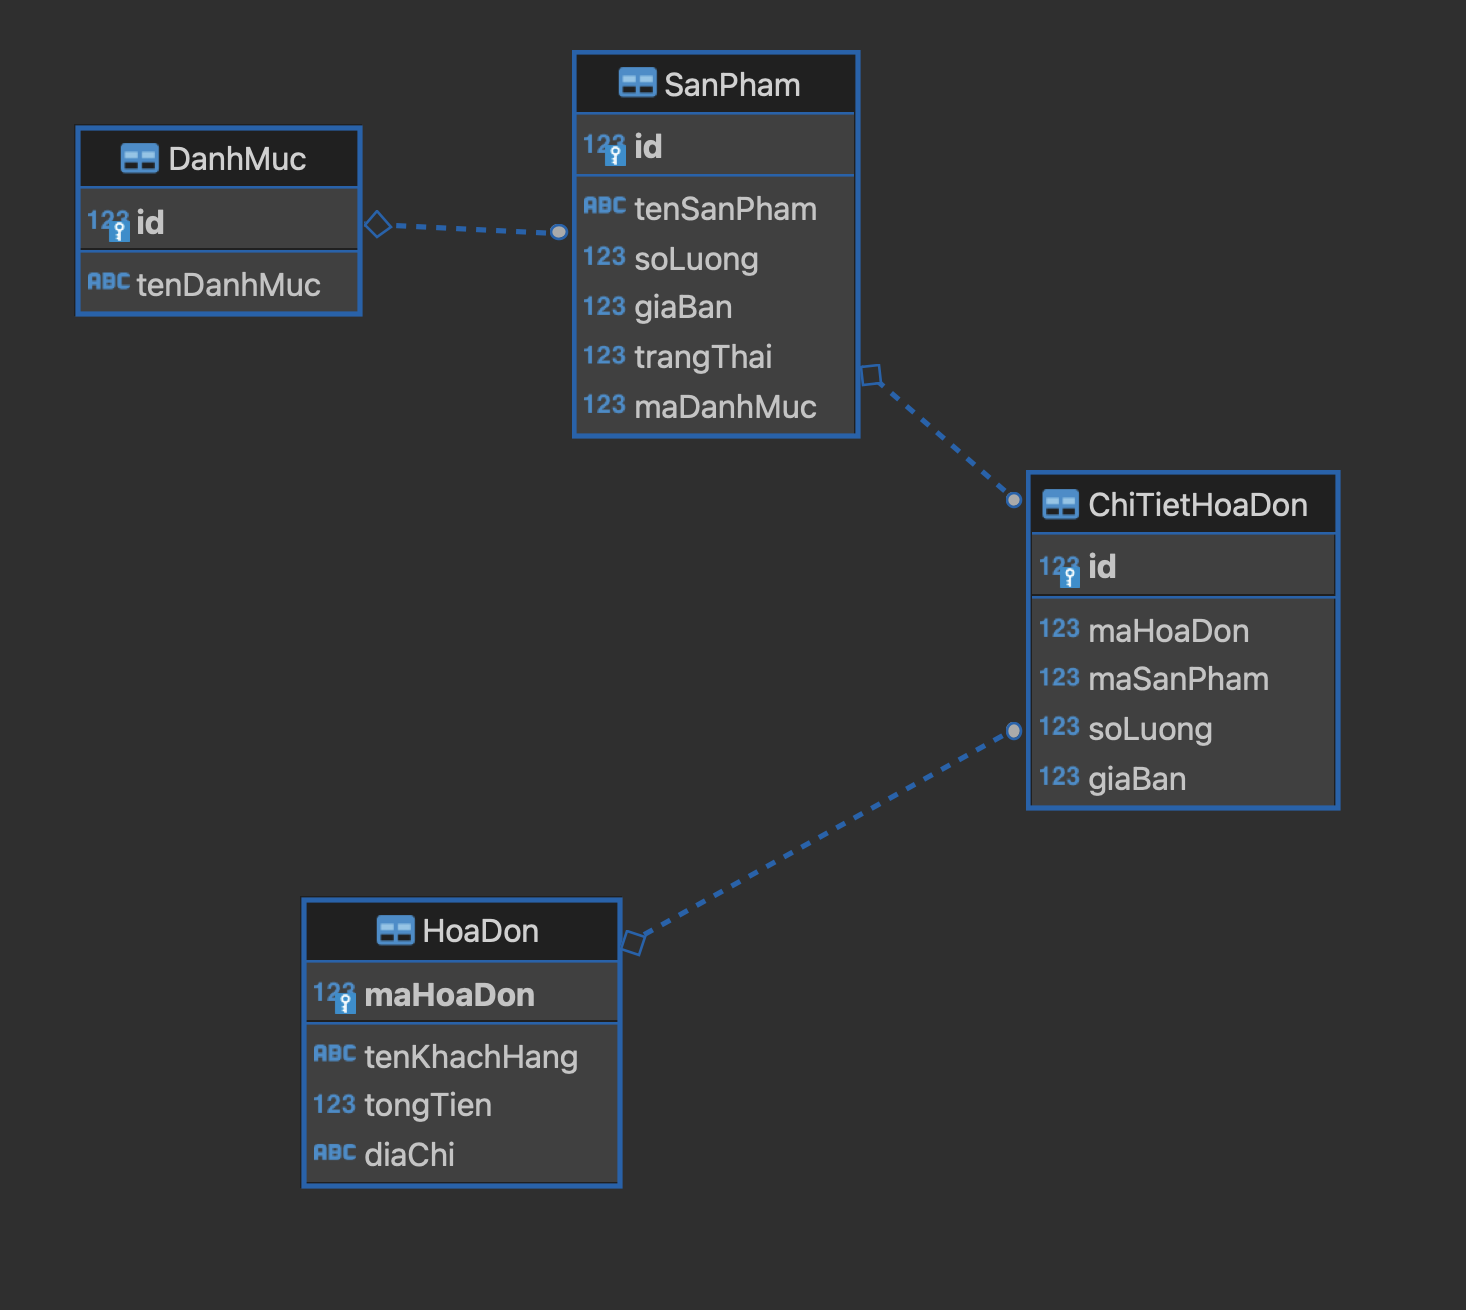 DanhMuc
123 id
ABC tenDanhMuc
SanPham
123 id
ABC tenSanPham
123 soLuong
123 giaBan
123 trangThai
123 maDanhMuc
ChiTietHoaDon
123 id
123 maHoaDon
123 maSanPham
123 soLuong
123 giaBan
HoaDon
123 maHoaDon
ABC tenKhachHang
123 tongTien
ABC diaChi